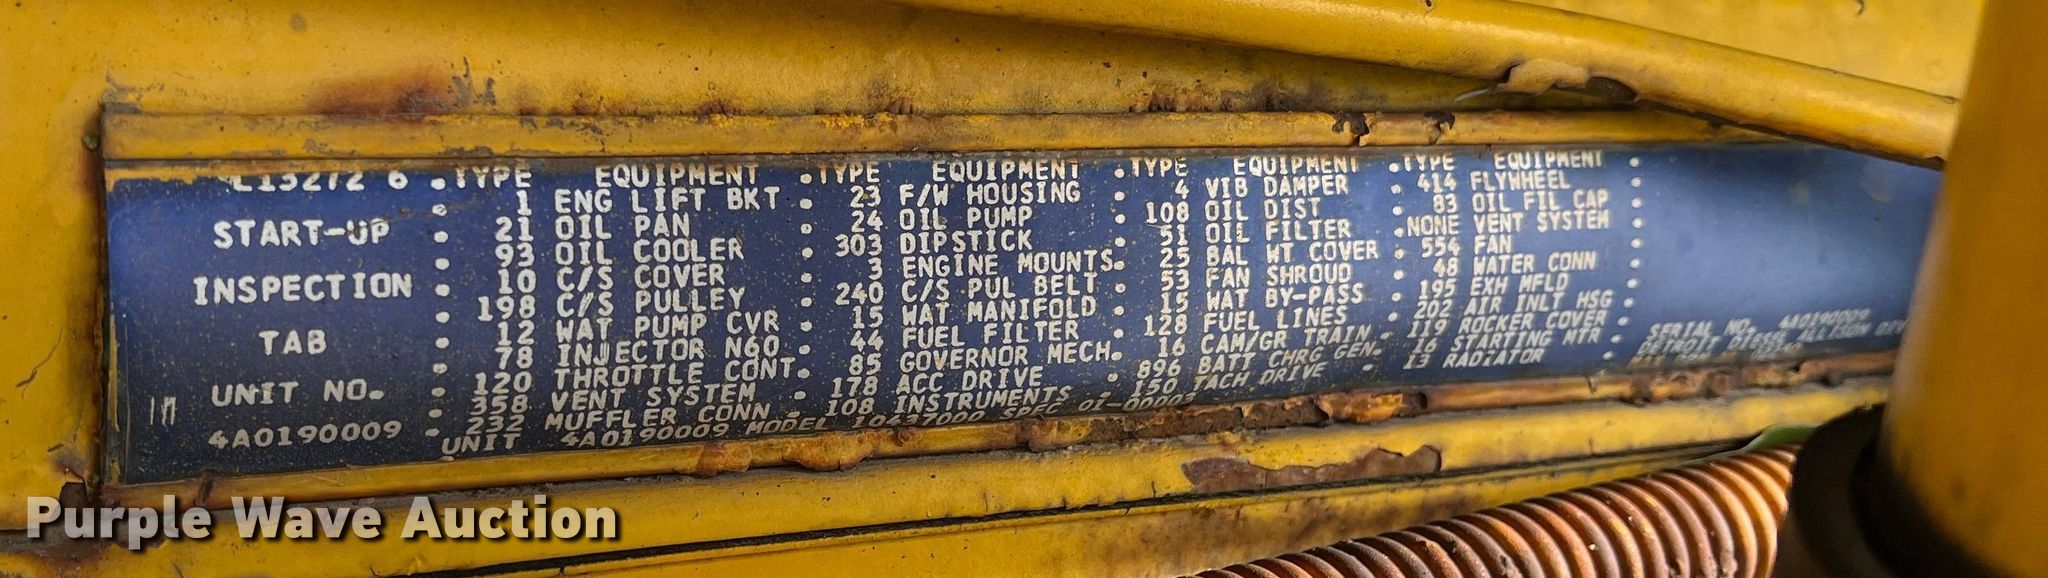 L13272 6 . TYPE EQUIPMENT . TYPE EQUIPMENT . TYPE EQUIPMENT . TYPE EQUIPMENT .
1 ENG LIFT BKT . 23 F/W HOUSING . 4 VIB DAMPER . 414 FLYWHEEL .
START-UP . 21 OIL PAN . 24 OIL PUMP . 108 OIL DIST . 83 OIL FIL CAP .
93 OIL COOLER . 303 DIPSTICK . 51 OIL FILTER . NONE VENT SYSTEM .
INSPECTION . 10 C/S COVER . 3 ENGINE MOUNTS . 25 BAL WT COVER . 554 FAN .
198 C/S PULLEY . 240 C/S PUL BELT . 53 FAN SHROUD . 48 WATER CONN .
TAB . 12 WAT PUMP CVR . 15 WAT MANIFOLD . 15 WAT BY-PASS . 195 EXH MFLD .
78 INJECTOR N60 . 44 FUEL FILTER . 128 FUEL LINES . 202 AIR INLT HSG .
UNIT NO. . 120 THROTTLE CONT . 85 GOVERNOR MECH . 16 CAM/GR TRAIN . 119 ROCKER COVER .
358 VENT SYSTEM . 178 ACC DRIVE . 896 BATT CHRG GEN . 16 STARTING MTR .
4A0190009 . 232 MUFFLER CONN . 108 INSTRUMENTS . 150 TACH DRIVE . 13 RADIATOR .
UNIT 4A0190009 MODEL 10437000 SPEC 01-00003
SERIAL NO. 4A0190009
DETROIT DIESEL ALLISON DIV
Purple Wave Auction